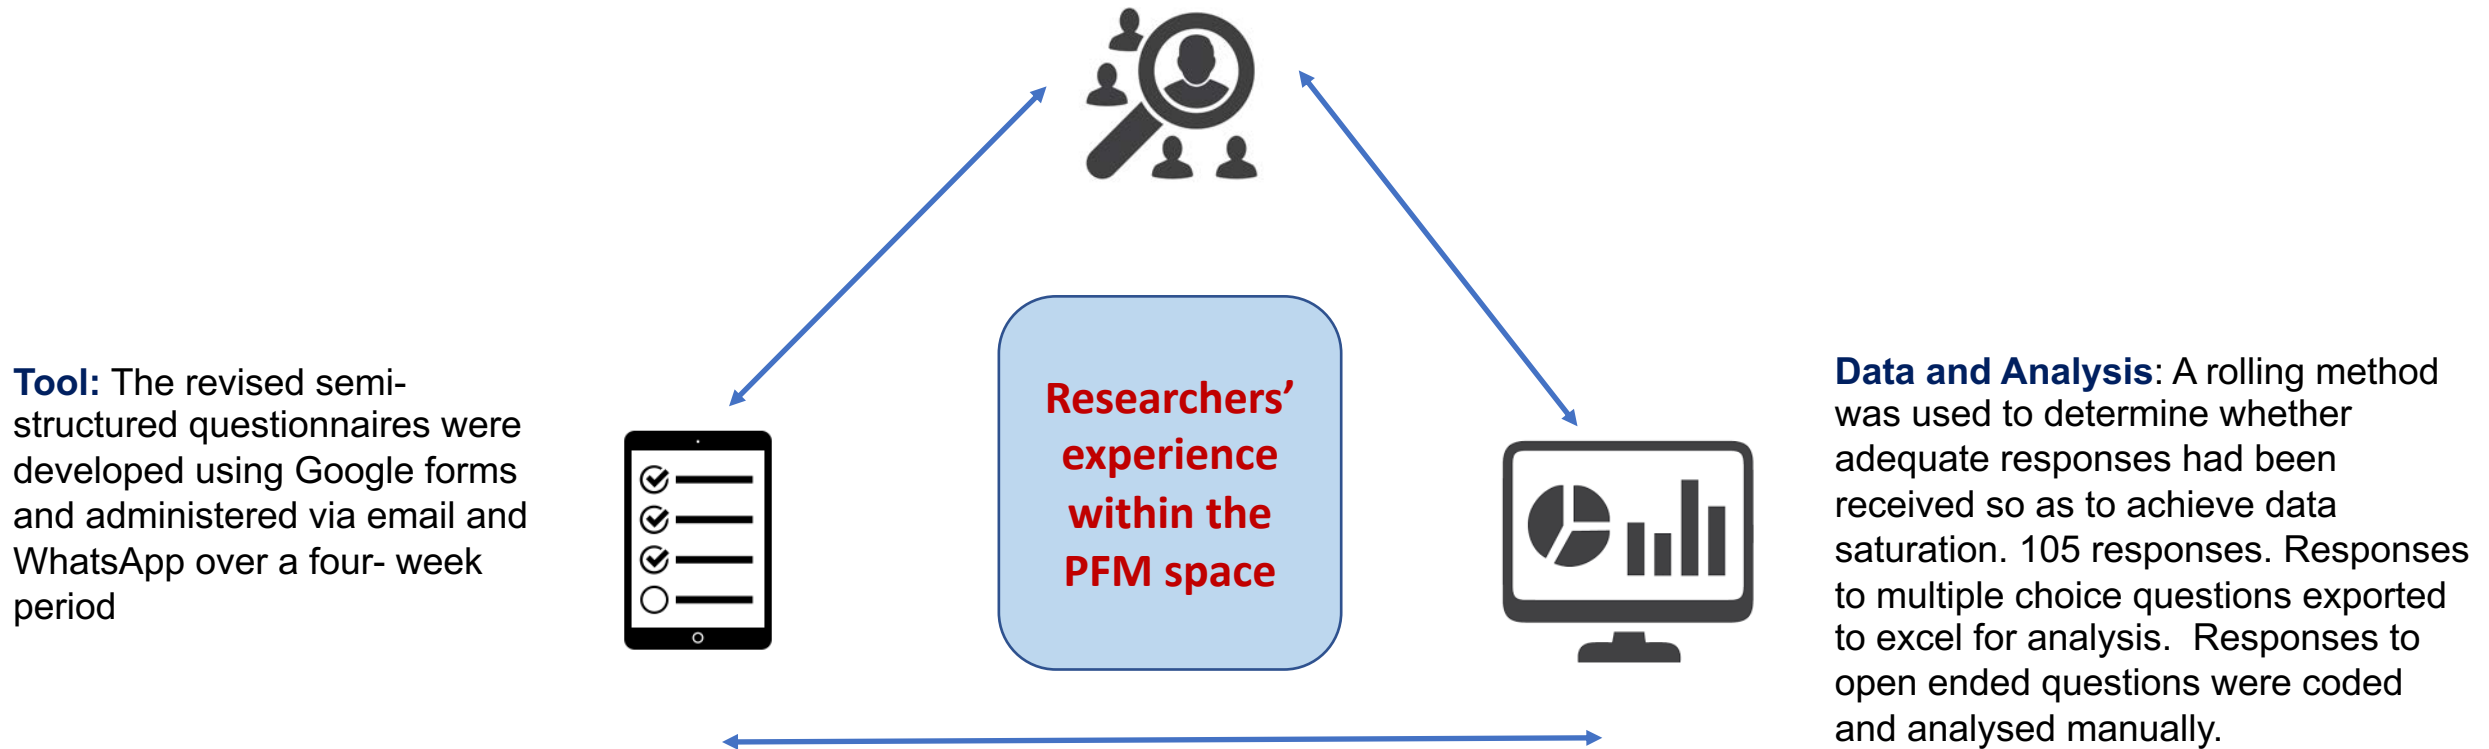 Tool: The revised semi-
structured questionnaires were
developed using Google forms
and administered via email and
WhatsApp over a four- week
period
Researchers’
experience
within the
PFM space
Data and Analysis: A rolling method
was used to determine whether
adequate responses had been
received so as to achieve data
saturation. 105 responses. Responses
to multiple choice questions exported
to excel for analysis.  Responses to
open ended questions were coded
and analysed manually.